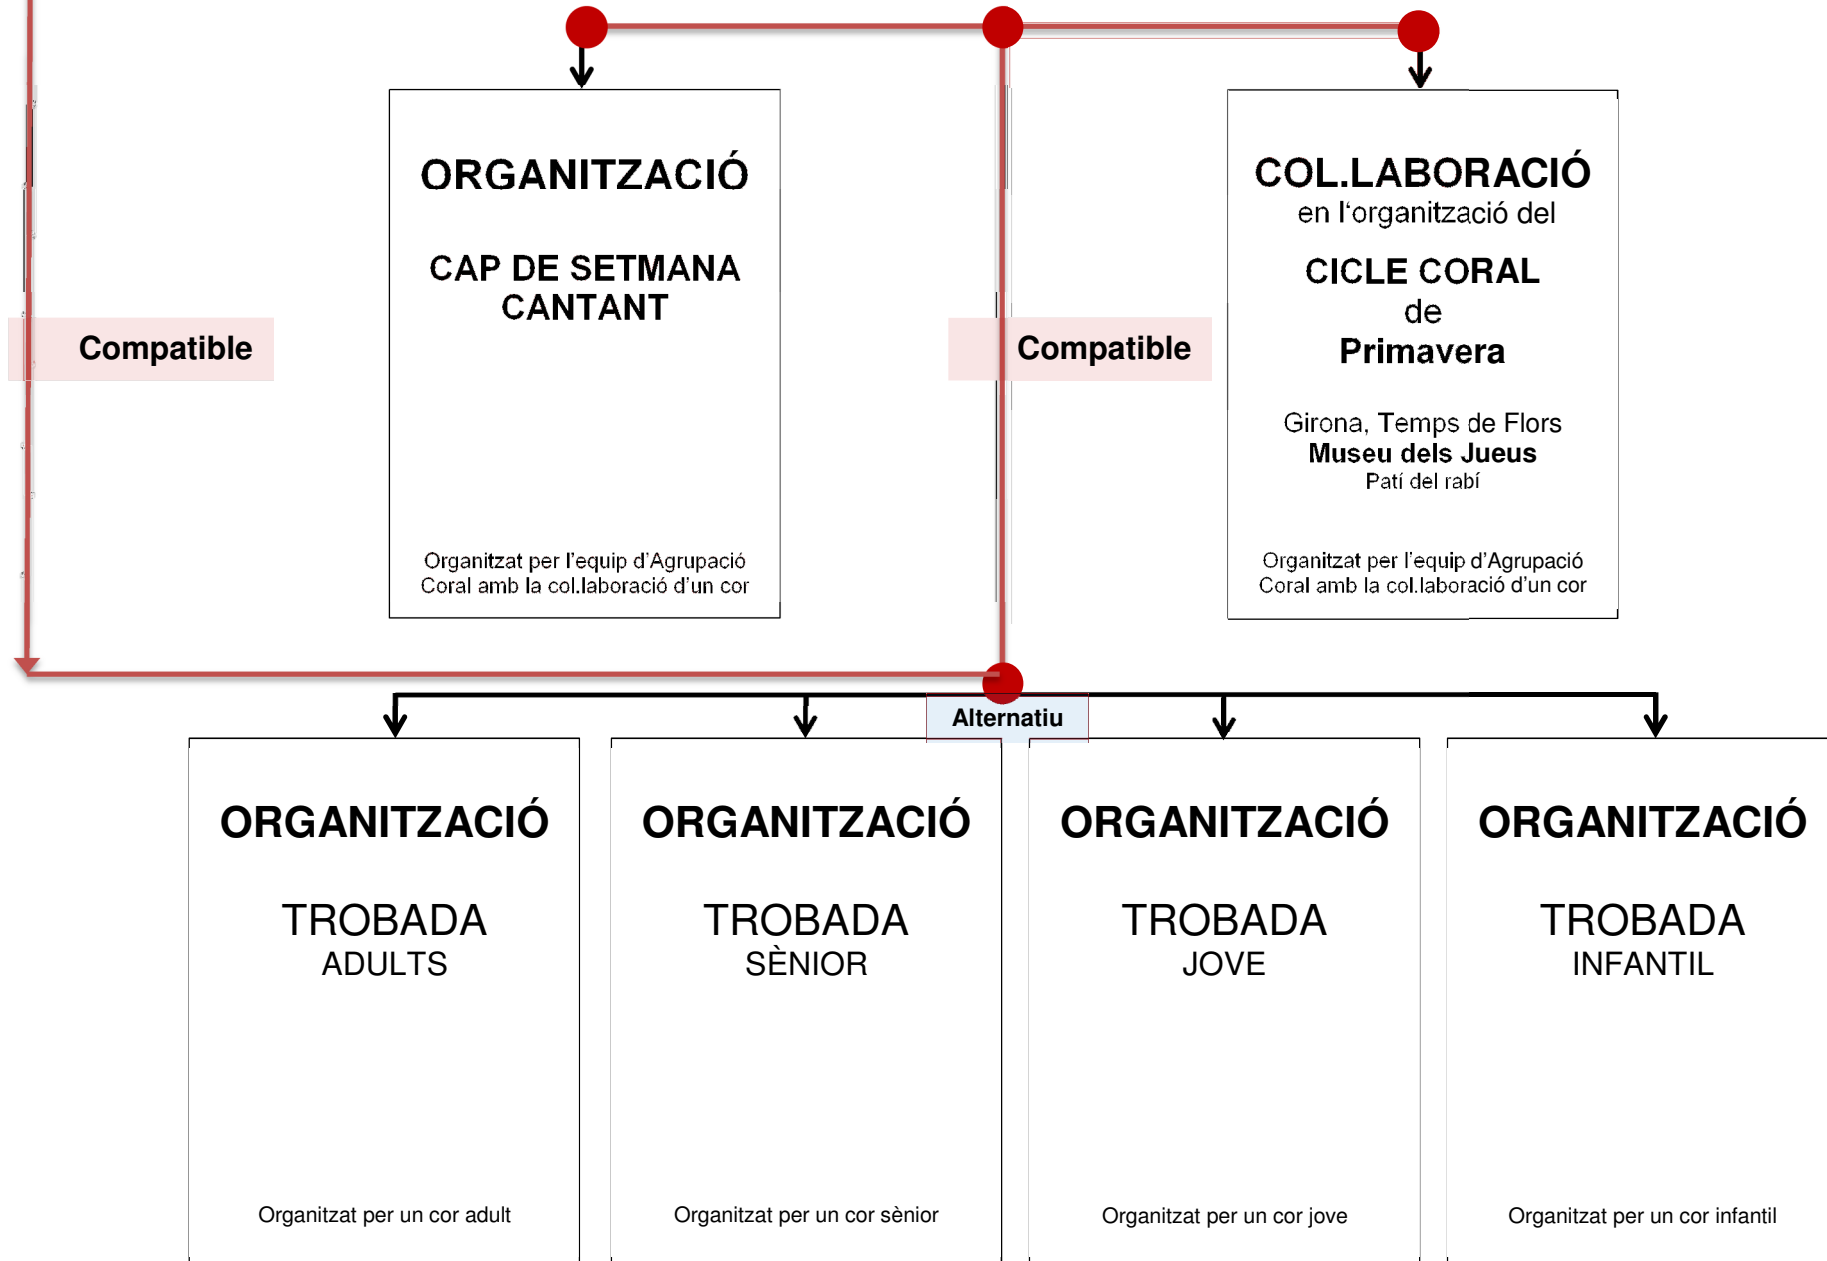 ORGANITZACIÓ
CAP DE SETMANA
CANTANT
Organitzat per l'equip d'Agrupació
Coral amb la col.laboració d'un cor
COL.LABORACIÓ
en l‘organització del
CICLE CORAL
de
Primavera
Girona, Temps de Flors
Museu dels Jueus
Patí del rabí
Organitzat per l'equip d'Agrupació
Coral amb la col.laboració d'un cor
Compatible
Compatible
Alternatiu
ORGANITZACIÓ
TROBADA
ADULTS
Organitzat per un cor adult
ORGANITZACIÓ
TROBADA
SÈNIOR
Organitzat per un cor sènior
ORGANITZACIÓ
TROBADA
JOVE
Organitzat per un cor jove
ORGANITZACIÓ
TROBADA
INFANTIL
Organitzat per un cor infantil